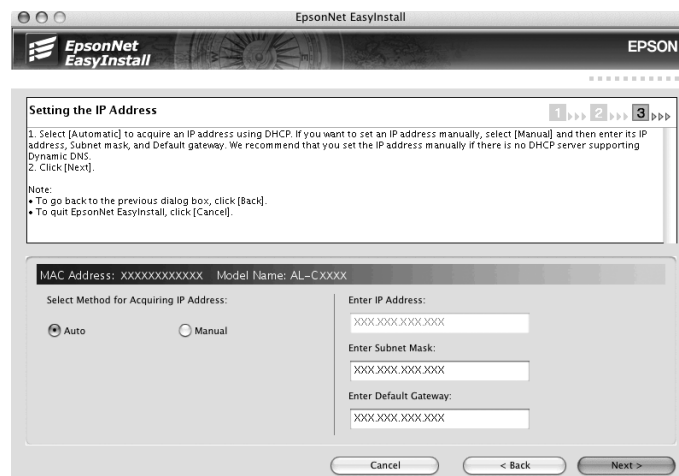 EpsonNet EasyInstall
EpsonNet
EasyInstall
EPSON
Setting the IP Address
1 2 3
1. Select [Automatic] to acquire an IP address using DHCP. If you want to set an IP address manually, select [Manual] and then enter its IP
address, Subnet mask, and Default gateway. We recommend that you set the IP address manually if there is no DHCP server supporting
Dynamic DNS.
2. Click [Next].
Note:
• To go back to the previous dialog box, click [Back].
• To quit EpsonNet EasyInstall, click [Cancel].
MAC Address: XXXXXXXXXXXX Model Name: AL-CXXXX
Select Method for Acquiring IP Address:
Auto
Manual
Enter IP Address:
XXX.XXX.XXX.XXX
Enter Subnet Mask:
XXX.XXX.XXX.XXX
Enter Default Gateway:
XXX.XXX.XXX.XXX
Cancel
< Back
Next >